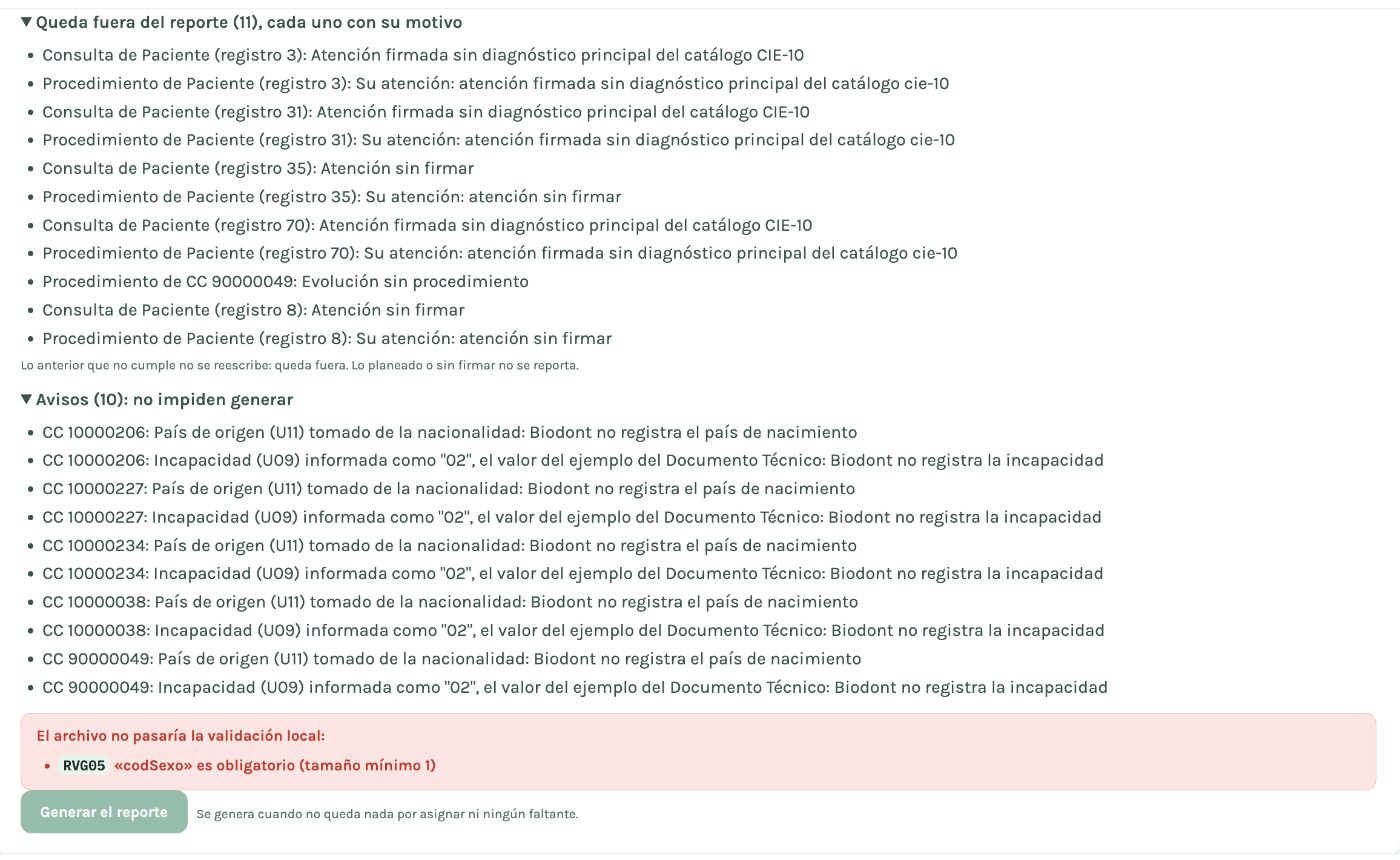 ▼ Queda fuera del reporte (11), cada uno con su motivo
• Consulta de Paciente (registro 3): Atención firmada sin diagnóstico principal del catálogo CIE-10
• Procedimiento de Paciente (registro 3): Su atención: atención firmada sin diagnóstico principal del catálogo cie-10
• Consulta de Paciente (registro 31): Atención firmada sin diagnóstico principal del catálogo CIE-10
• Procedimiento de Paciente (registro 31): Su atención: atención firmada sin diagnóstico principal del catálogo cie-10
• Consulta de Paciente (registro 35): Atención sin firmar
• Procedimiento de Paciente (registro 35): Su atención: atención sin firmar
• Consulta de Paciente (registro 70): Atención firmada sin diagnóstico principal del catálogo CIE-10
• Procedimiento de Paciente (registro 70): Su atención: atención firmada sin diagnóstico principal del catálogo cie-10
• Procedimiento de CC 90000049: Evolución sin procedimiento
• Consulta de Paciente (registro 8): Atención sin firmar
• Procedimiento de Paciente (registro 8): Su atención: atención sin firmar
Lo anterior que no cumple no se reescribe: queda fuera. Lo planeado o sin firmar no se reporta.
▼ Avisos (10): no impiden generar
• CC 10000206: País de origen (U11) tomado de la nacionalidad: Biodont no registra el país de nacimiento
• CC 10000206: Incapacidad (U09) informada como "02", el valor del ejemplo del Documento Técnico: Biodont no registra la incapacidad
• CC 10000227: País de origen (U11) tomado de la nacionalidad: Biodont no registra el país de nacimiento
• CC 10000227: Incapacidad (U09) informada como "02", el valor del ejemplo del Documento Técnico: Biodont no registra la incapacidad
• CC 10000234: País de origen (U11) tomado de la nacionalidad: Biodont no registra el país de nacimiento
• CC 10000234: Incapacidad (U09) informada como "02", el valor del ejemplo del Documento Técnico: Biodont no registra la incapacidad
• CC 10000038: País de origen (U11) tomado de la nacionalidad: Biodont no registra el país de nacimiento
• CC 10000038: Incapacidad (U09) informada como "02", el valor del ejemplo del Documento Técnico: Biodont no registra la incapacidad
• CC 90000049: País de origen (U11) tomado de la nacionalidad: Biodont no registra el país de nacimiento
• CC 90000049: Incapacidad (U09) informada como "02", el valor del ejemplo del Documento Técnico: Biodont no registra la incapacidad
El archivo no pasaría la validación local:
• RVG05 «codSexo» es obligatorio (tamaño mínimo 1)
Generar el reporte Se genera cuando no queda nada por asignar ni ningún faltante.